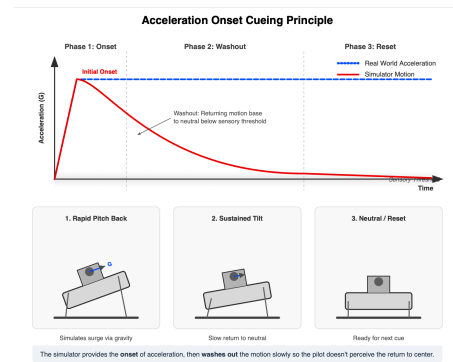 Acceleration Onset Cueing Principle
Phase 1: Onset
Phase 2: Washout
Phase 3: Reset
Real World Acceleration
Simulator Motion
Initial Onset
Acceleration (G)
Washout: Returning motion base
to neutral below sensory threshold
Sensory Thre
Time
1. Rapid Pitch Back
2. Sustained Tilt
3. Neutral / Reset
G
Simulates surge via gravity
Slow return to neutral
Ready for next cue
The simulator provides the onset of acceleration, then washes out the motion slowly so the pilot doesn't perceive the return to center.